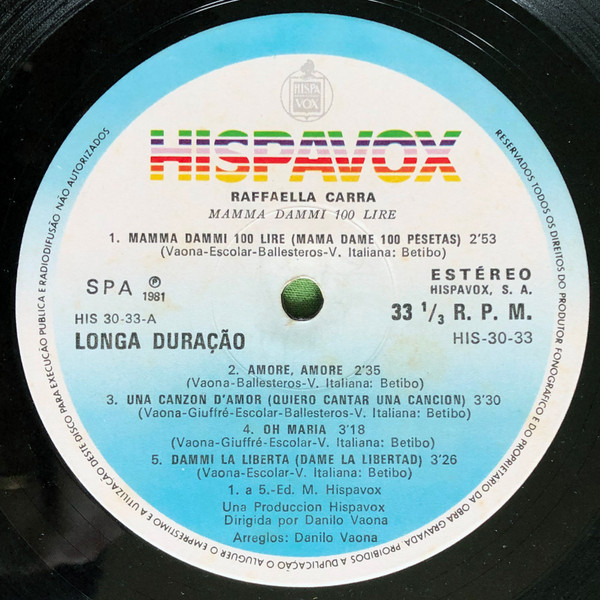 HISPA
VOX
HISPAVOX
RAFFAELLA CARRA
MAMMA DAMMI 100 LIRE
1. MAMMA DAMMI 100 LIRE (MAMA DAME 100 PESETAS) 2'53
(Vaona-Escolar-Ballesteros-V. Italiana: Betibo)
SPA ℗ 1981
ESTÉREO
HISPAVOX, S. A.
HIS 30-33-A
33 1/3 R. P. M.
LONGA DURAÇÃO
HIS-30-33
2. AMORE, AMORE 2'35
(Vaona-Ballesteros-V. Italiana: Betibo)
3. UNA CANZON D'AMOR (QUIERO CANTAR UNA CANCION) 3'30
(Vaona-Giuffré-Escolar-Ballesteros-V. Italiana: Betibo)
4. OH MARIA 3'18
(Vaona-Giuffré-Escolar-V. Italiana: Betibo)
5. DAMMI LA LIBERTA (DAME LA LIBERTAD) 3'26
(Vaona-Escolar-V. Italiana: Betibo)
1. a 5.-Ed. M. Hispavox
Una Produccion Hispavox
Dirigida por Danilo Vaona
Arreglos: Danilo Vaona
RESERVADOS TODOS OS DIREITOS DO PRODUTOR FONOGRÁFICO E DO PROPRIETARIO DA OBRA GRAVADA. PROIBIDOS A DUPLICAÇÃO O ALUGUER O EMPRESTIMO E A UTILIZAÇÃO DESTE DISCO PARA EXECUÇÃO PUBLICA E RADIODIFUSÃO NÃO AUTORIZADOS